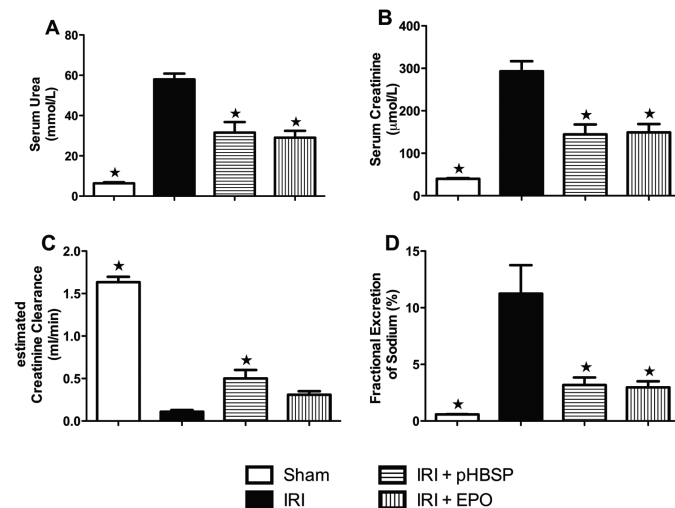 A
Serum Urea
(mmol/L)
80
60
40
20
0
★
★
★
B
Serum Creatinine
(μmol/L)
400
300
200
100
0
★
★
★
C
estimated
Creatinine Clearance
(ml/min)
2.0
1.5
1.0
0.5
0.0
★
★
D
Fractional Excretion
of Sodium (%)
15
10
5
0
★
★
★
Sham
IRI
IRI + pHBSP
IRI + EPO